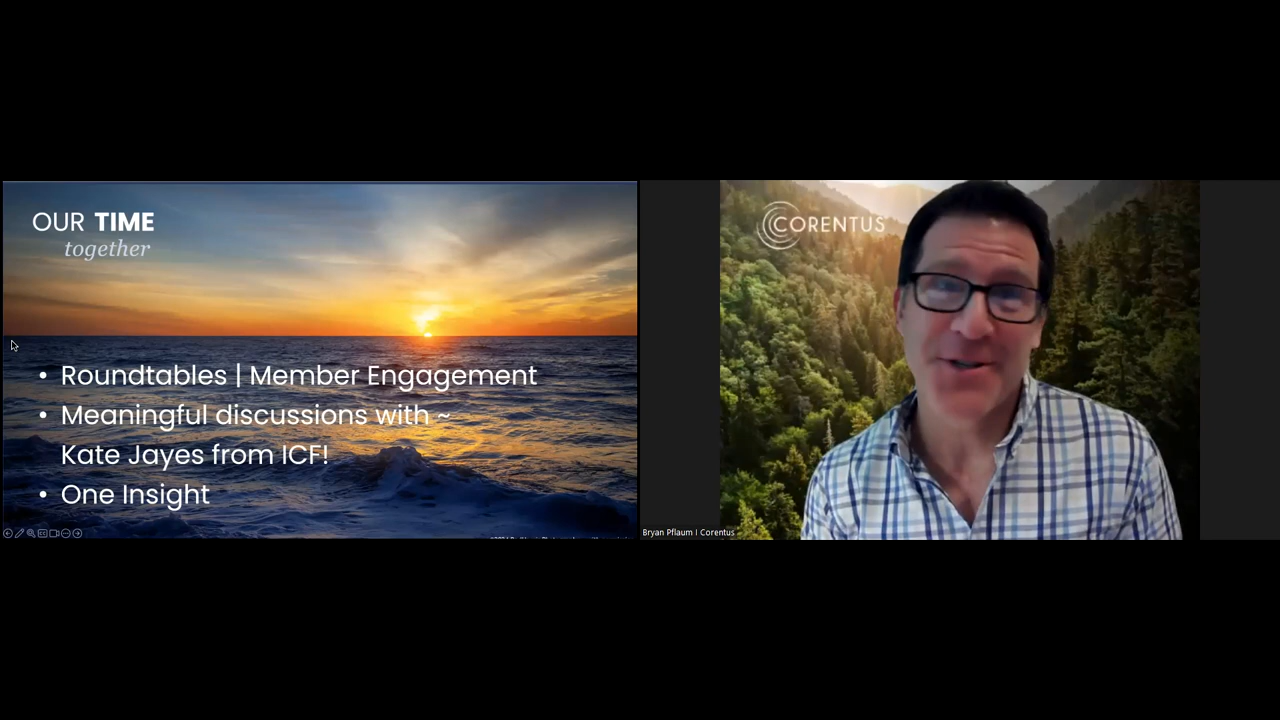 OUR TIME
together
• Roundtables | Member Engagement
• Meaningful discussions with ~
Kate Jayes from ICF!
• One Insight
CORENTUS
Bryan Pflaum I Corentus